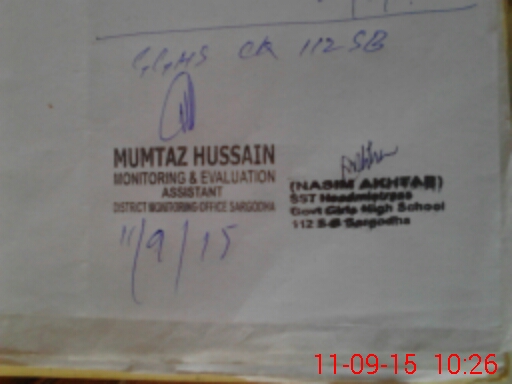 GGHS CK 112 SB
MUMTAZ HUSSAIN
MONITORING & EVALUATION
ASSISTANT
DISTRICT MONITORING OFFICE SARGODHA
(NASIM AKHTAR)
SST Headmistress
Govt Girls High School
112 S-B Sargodha
11/9/15
11-09-15 10:26